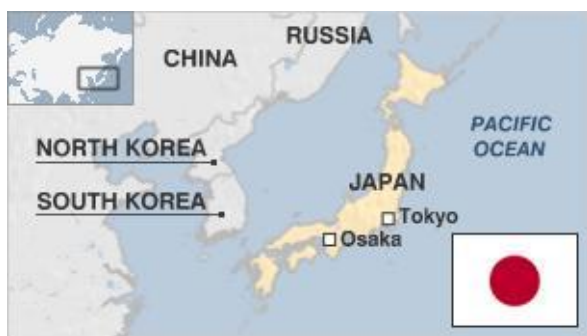 RUSSIA
CHINA
PACIFIC
OCEAN
NORTH KOREA
JAPAN
SOUTH KOREA
Tokyo
Osaka